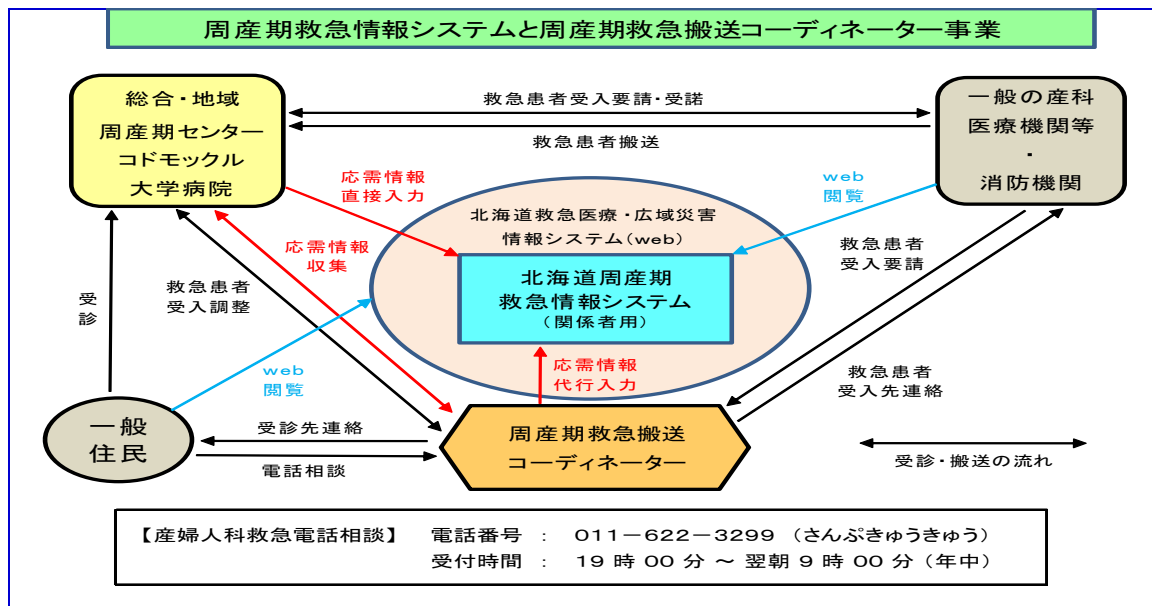 周産期救急情報システムと周産期救急搬送コーディネーター事業
総合・地域
周産期センター
コドモックル
大学病院
救急患者受入要請・受諾
救急患者搬送
一般の産科
医療機関等
・
消防機関
応需情報
直接入力
web
閲覧
北海道救急医療・広域災害
情報システム(web)
北海道周産期
救急情報システム
(関係者用)
応需情報
収集
救急患者
受入調整
救急患者
受入要請
受
診
web
閲覧
応需情報
代行入力
救急患者
受入先連絡
一般
住民
受診先連絡
電話相談
周産期救急搬送
コーディネーター
受診・搬送の流れ
【産婦人科救急電話相談】 電話番号 : 011-622-3299 (さんぷきゅうきゅう)
受付時間 : 19時00分 ~ 翌朝9時00分(年中)